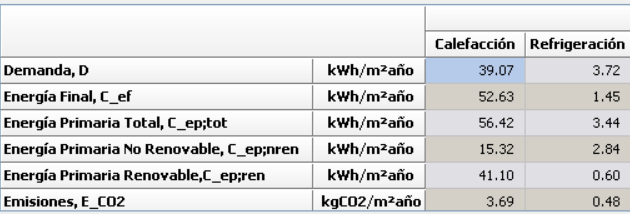 Calefacción Refrigeración
Demanda, D kWh/m²año 39.07 3.72
Energía Final, C_ef kWh/m²año 52.63 1.45
Energía Primaria Total, C_ep;tot kWh/m²año 56.42 3.44
Energía Primaria No Renovable, C_ep;nren kWh/m²año 15.32 2.84
Energía Primaria Renovable,C_ep;ren kWh/m²año 41.10 0.60
Emisiones, E_CO2 kgCO2/m²año 3.69 0.48